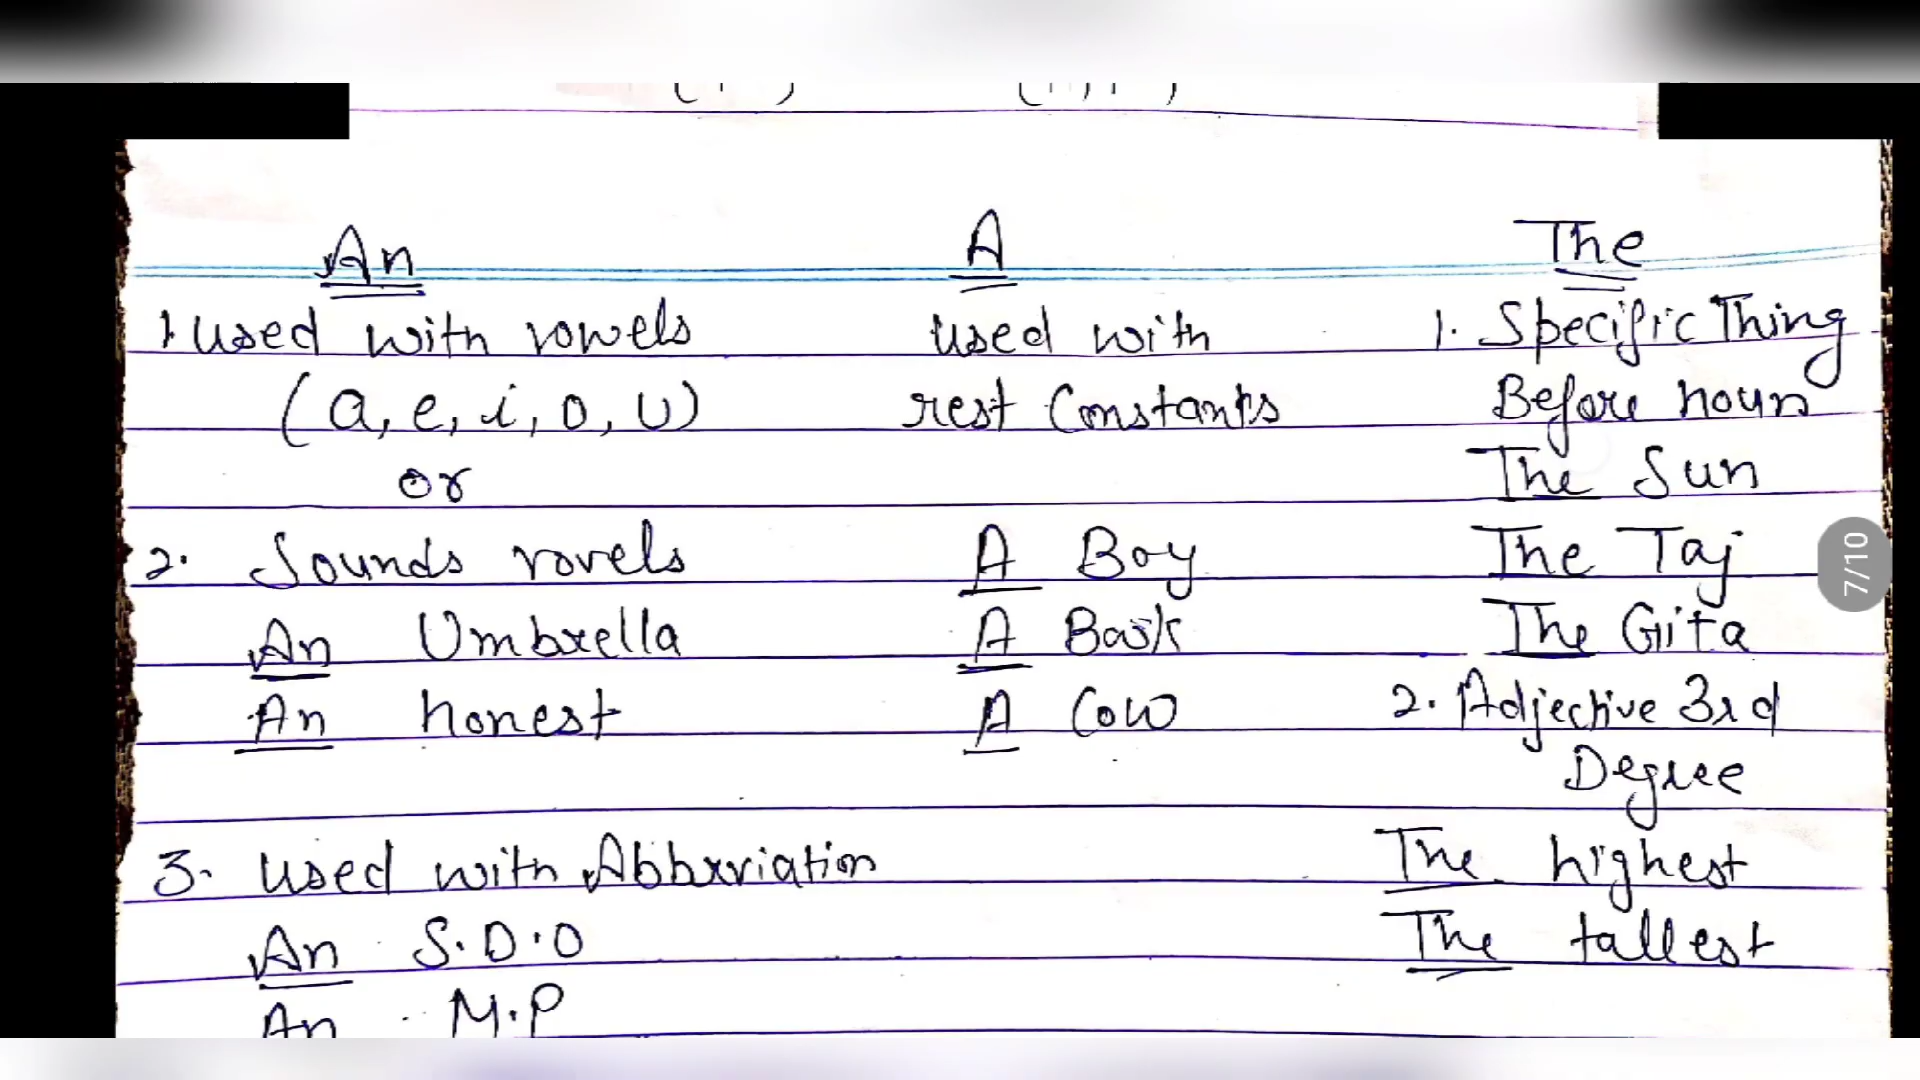 An
1. Used with vowels
(a, e, i, o, u)
or
2. Sounds vovels
An Umbrella
An honest
3. Used with Abbrviation
An S.D.O
An M.P
A
Used with
rest Constants
A Boy
A Book
A Cow
The
1. Specific Thing
Before noun
The Sun
The Taj
The Gita
2. Adjective 3rd
Degree
The highest
The tallest
7/10